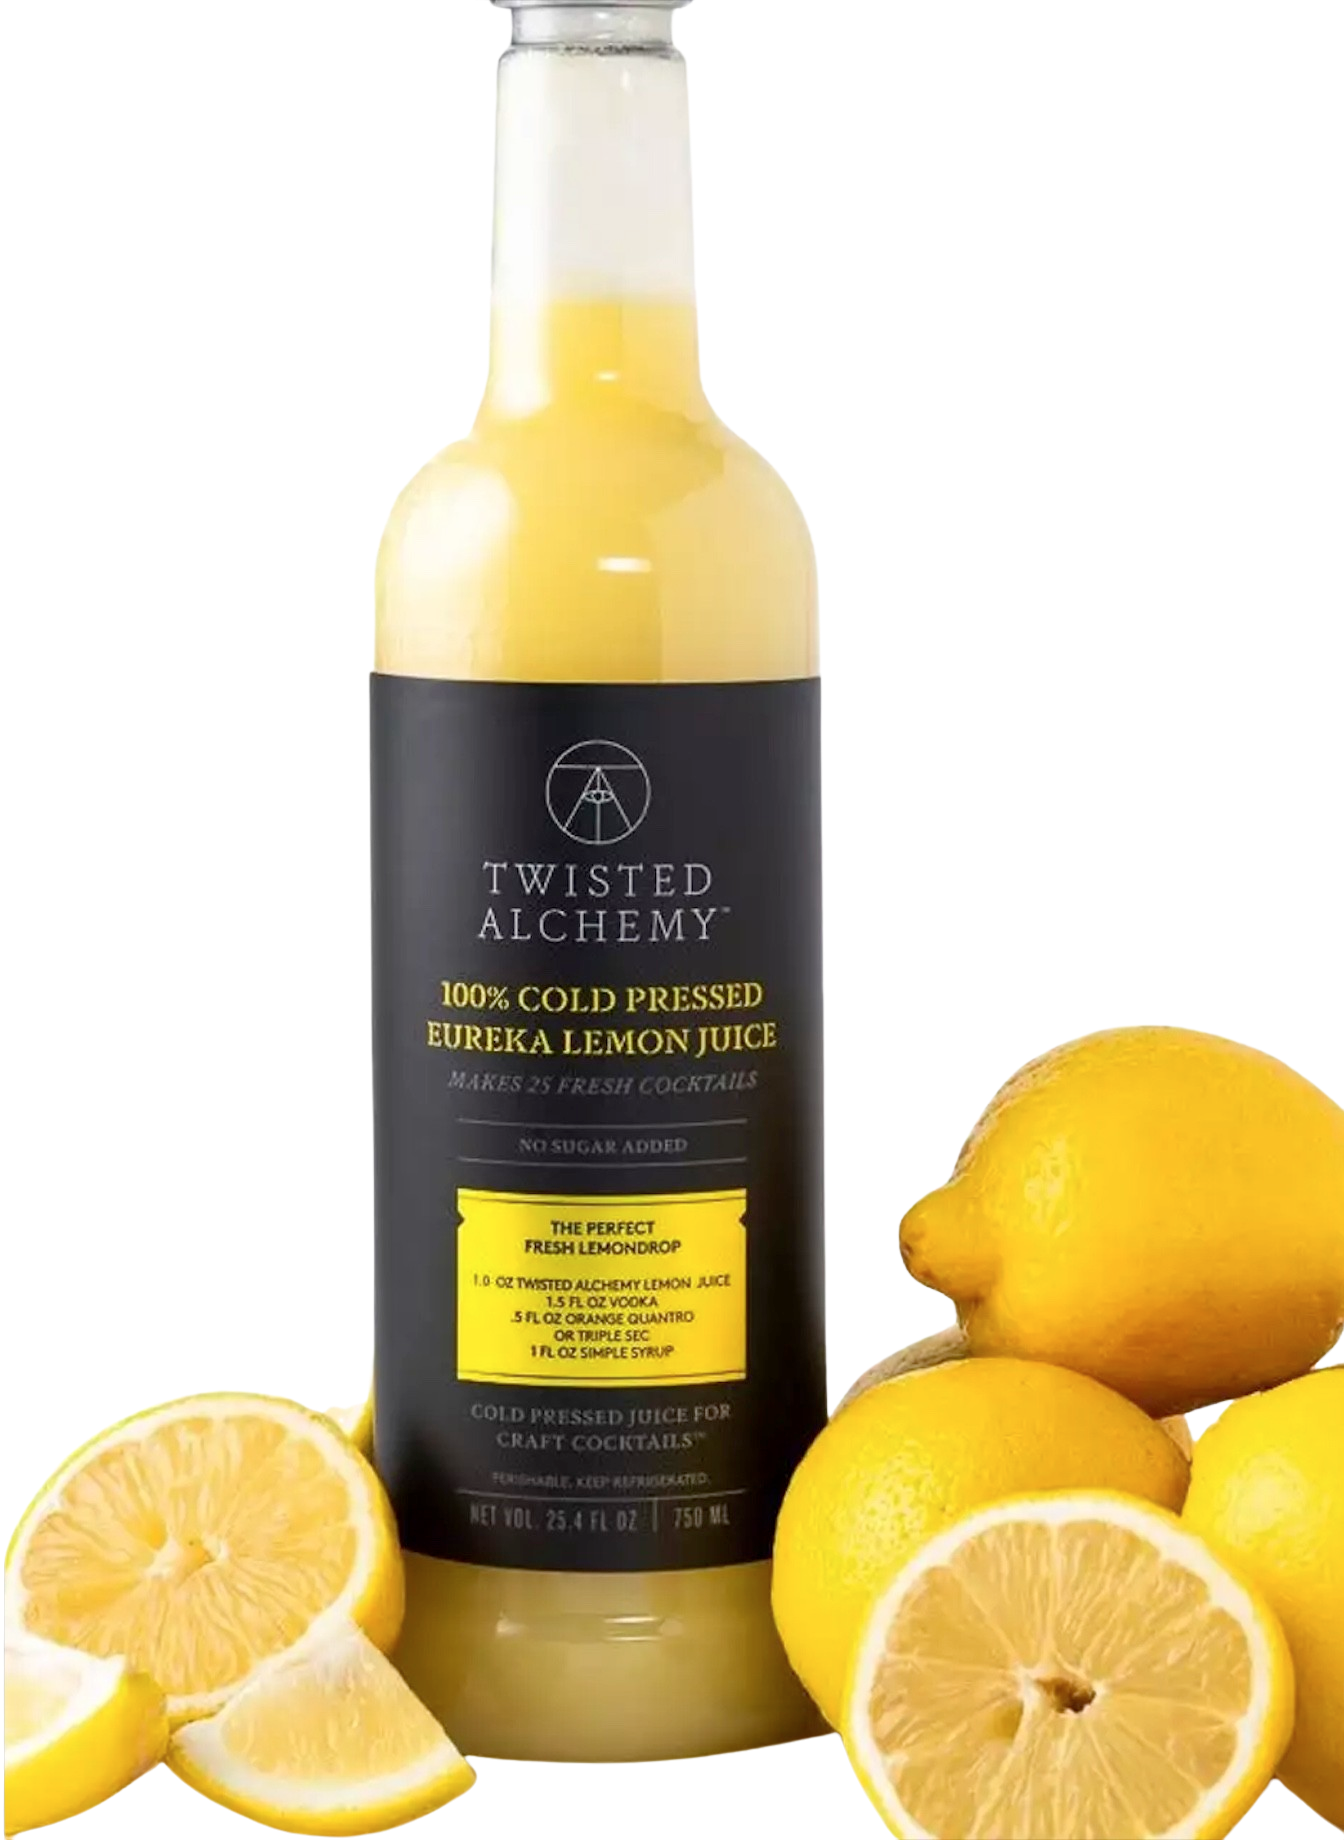 TWISTED
ALCHEMY™
100% COLD PRESSED
EUREKA LEMON JUICE
MAKES 25 FRESH COCKTAILS
NO SUGAR ADDED
THE PERFECT
FRESH LEMONDROP
1.0 OZ TWISTED ALCHEMY LEMON JUICE
1.5 FL OZ VODKA
.5 FL OZ ORANGE QUANTRO
OR TRIPLE SEC
1 FL OZ SIMPLE SYRUP
COLD PRESSED JUICE FOR
CRAFT COCKTAILS™
PERISHABLE. KEEP REFRIGERATED.
NET VOL. 25.4 FL OZ | 750 ML